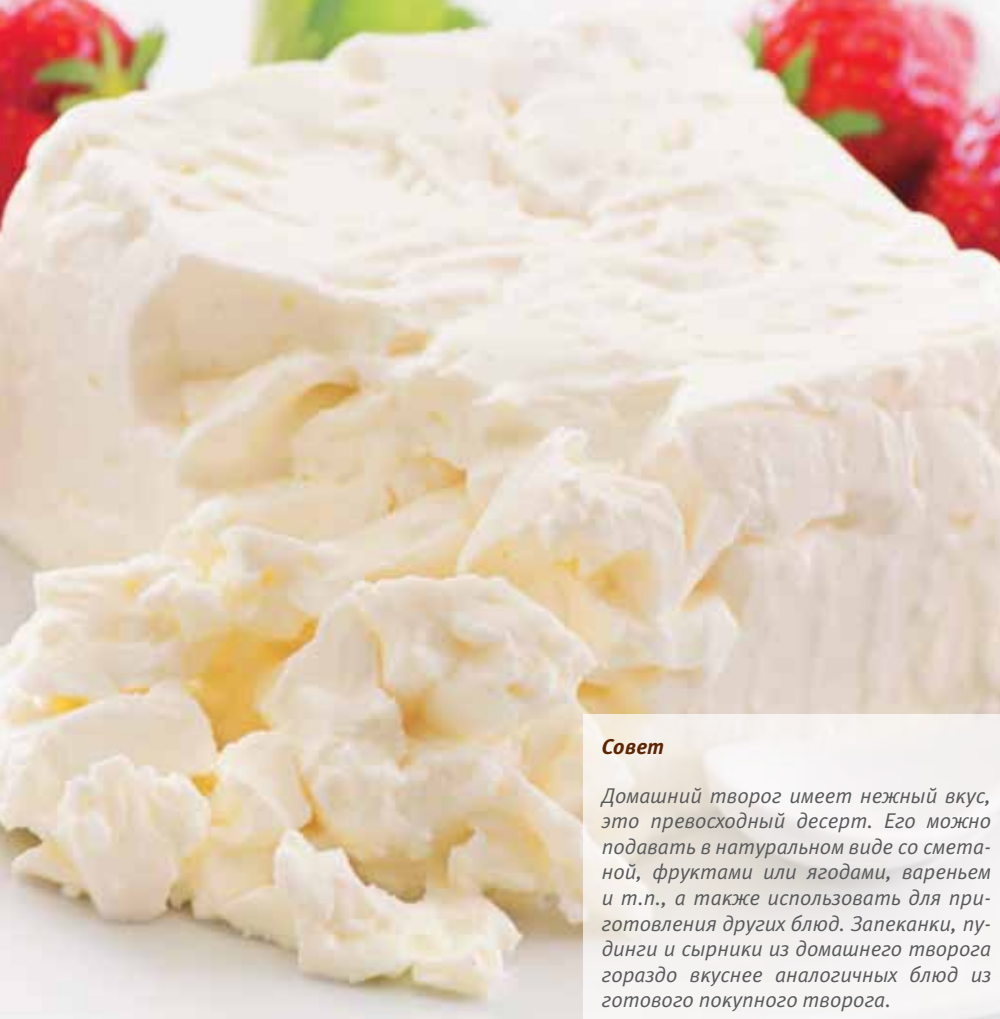 Совет
Домашний творог имеет нежный вкус,
это превосходный десерт. Его можно
подавать в натуральном виде со смета-
ной, фруктами или ягодами, вареньем
и т.п., а также использовать для при-
готовления других блюд. Запеканки, пу-
динги и сырники из домашнего творога
гораздо вкуснее аналогичных блюд из
готового покупного творога.